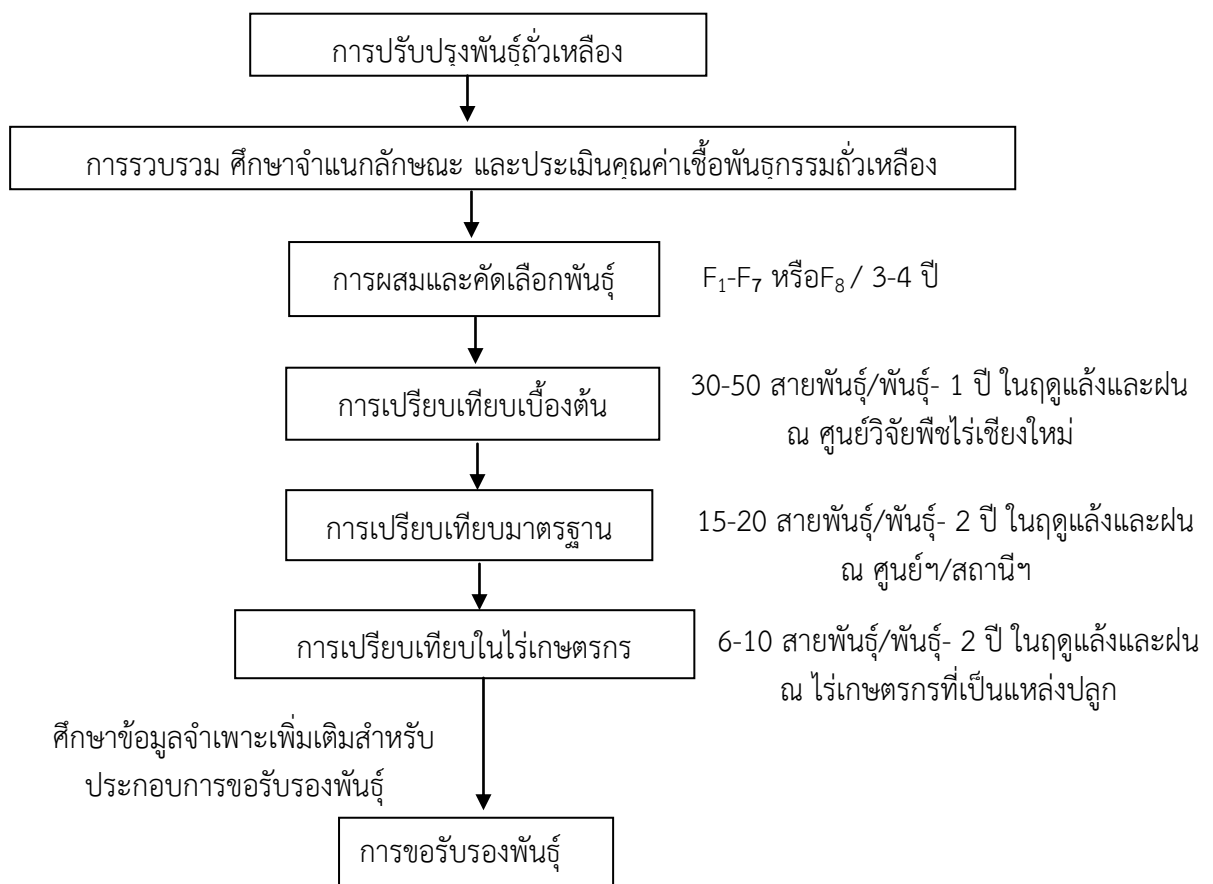 การปรับปรุงพันธุ์ถั่วเหลือง
การรวบรวม ศึกษาจำแนกลักษณะ และประเมินคุณค่าเชื้อพันธุกรรมถั่วเหลือง
การผสมและคัดเลือกพันธุ์
F₁-F₇ หรือF₈ / 3-4 ปี
การเปรียบเทียบเบื้องต้น
30-50 สายพันธุ์/พันธุ์- 1 ปี ในฤดูแล้งและฝน
ณ ศูนย์วิจัยพืชไร่เชียงใหม่
การเปรียบเทียบมาตรฐาน
15-20 สายพันธุ์/พันธุ์- 2 ปี ในฤดูแล้งและฝน
ณ ศูนย์ฯ/สถานีฯ
การเปรียบเทียบในไร่เกษตรกร
6-10 สายพันธุ์/พันธุ์- 2 ปี ในฤดูแล้งและฝน
ณ ไร่เกษตรกรที่เป็นแหล่งปลูก
ศึกษาข้อมูลจำเพาะเพิ่มเติมสำหรับ
ประกอบการขอรับรองพันธุ์
การขอรับรองพันธุ์